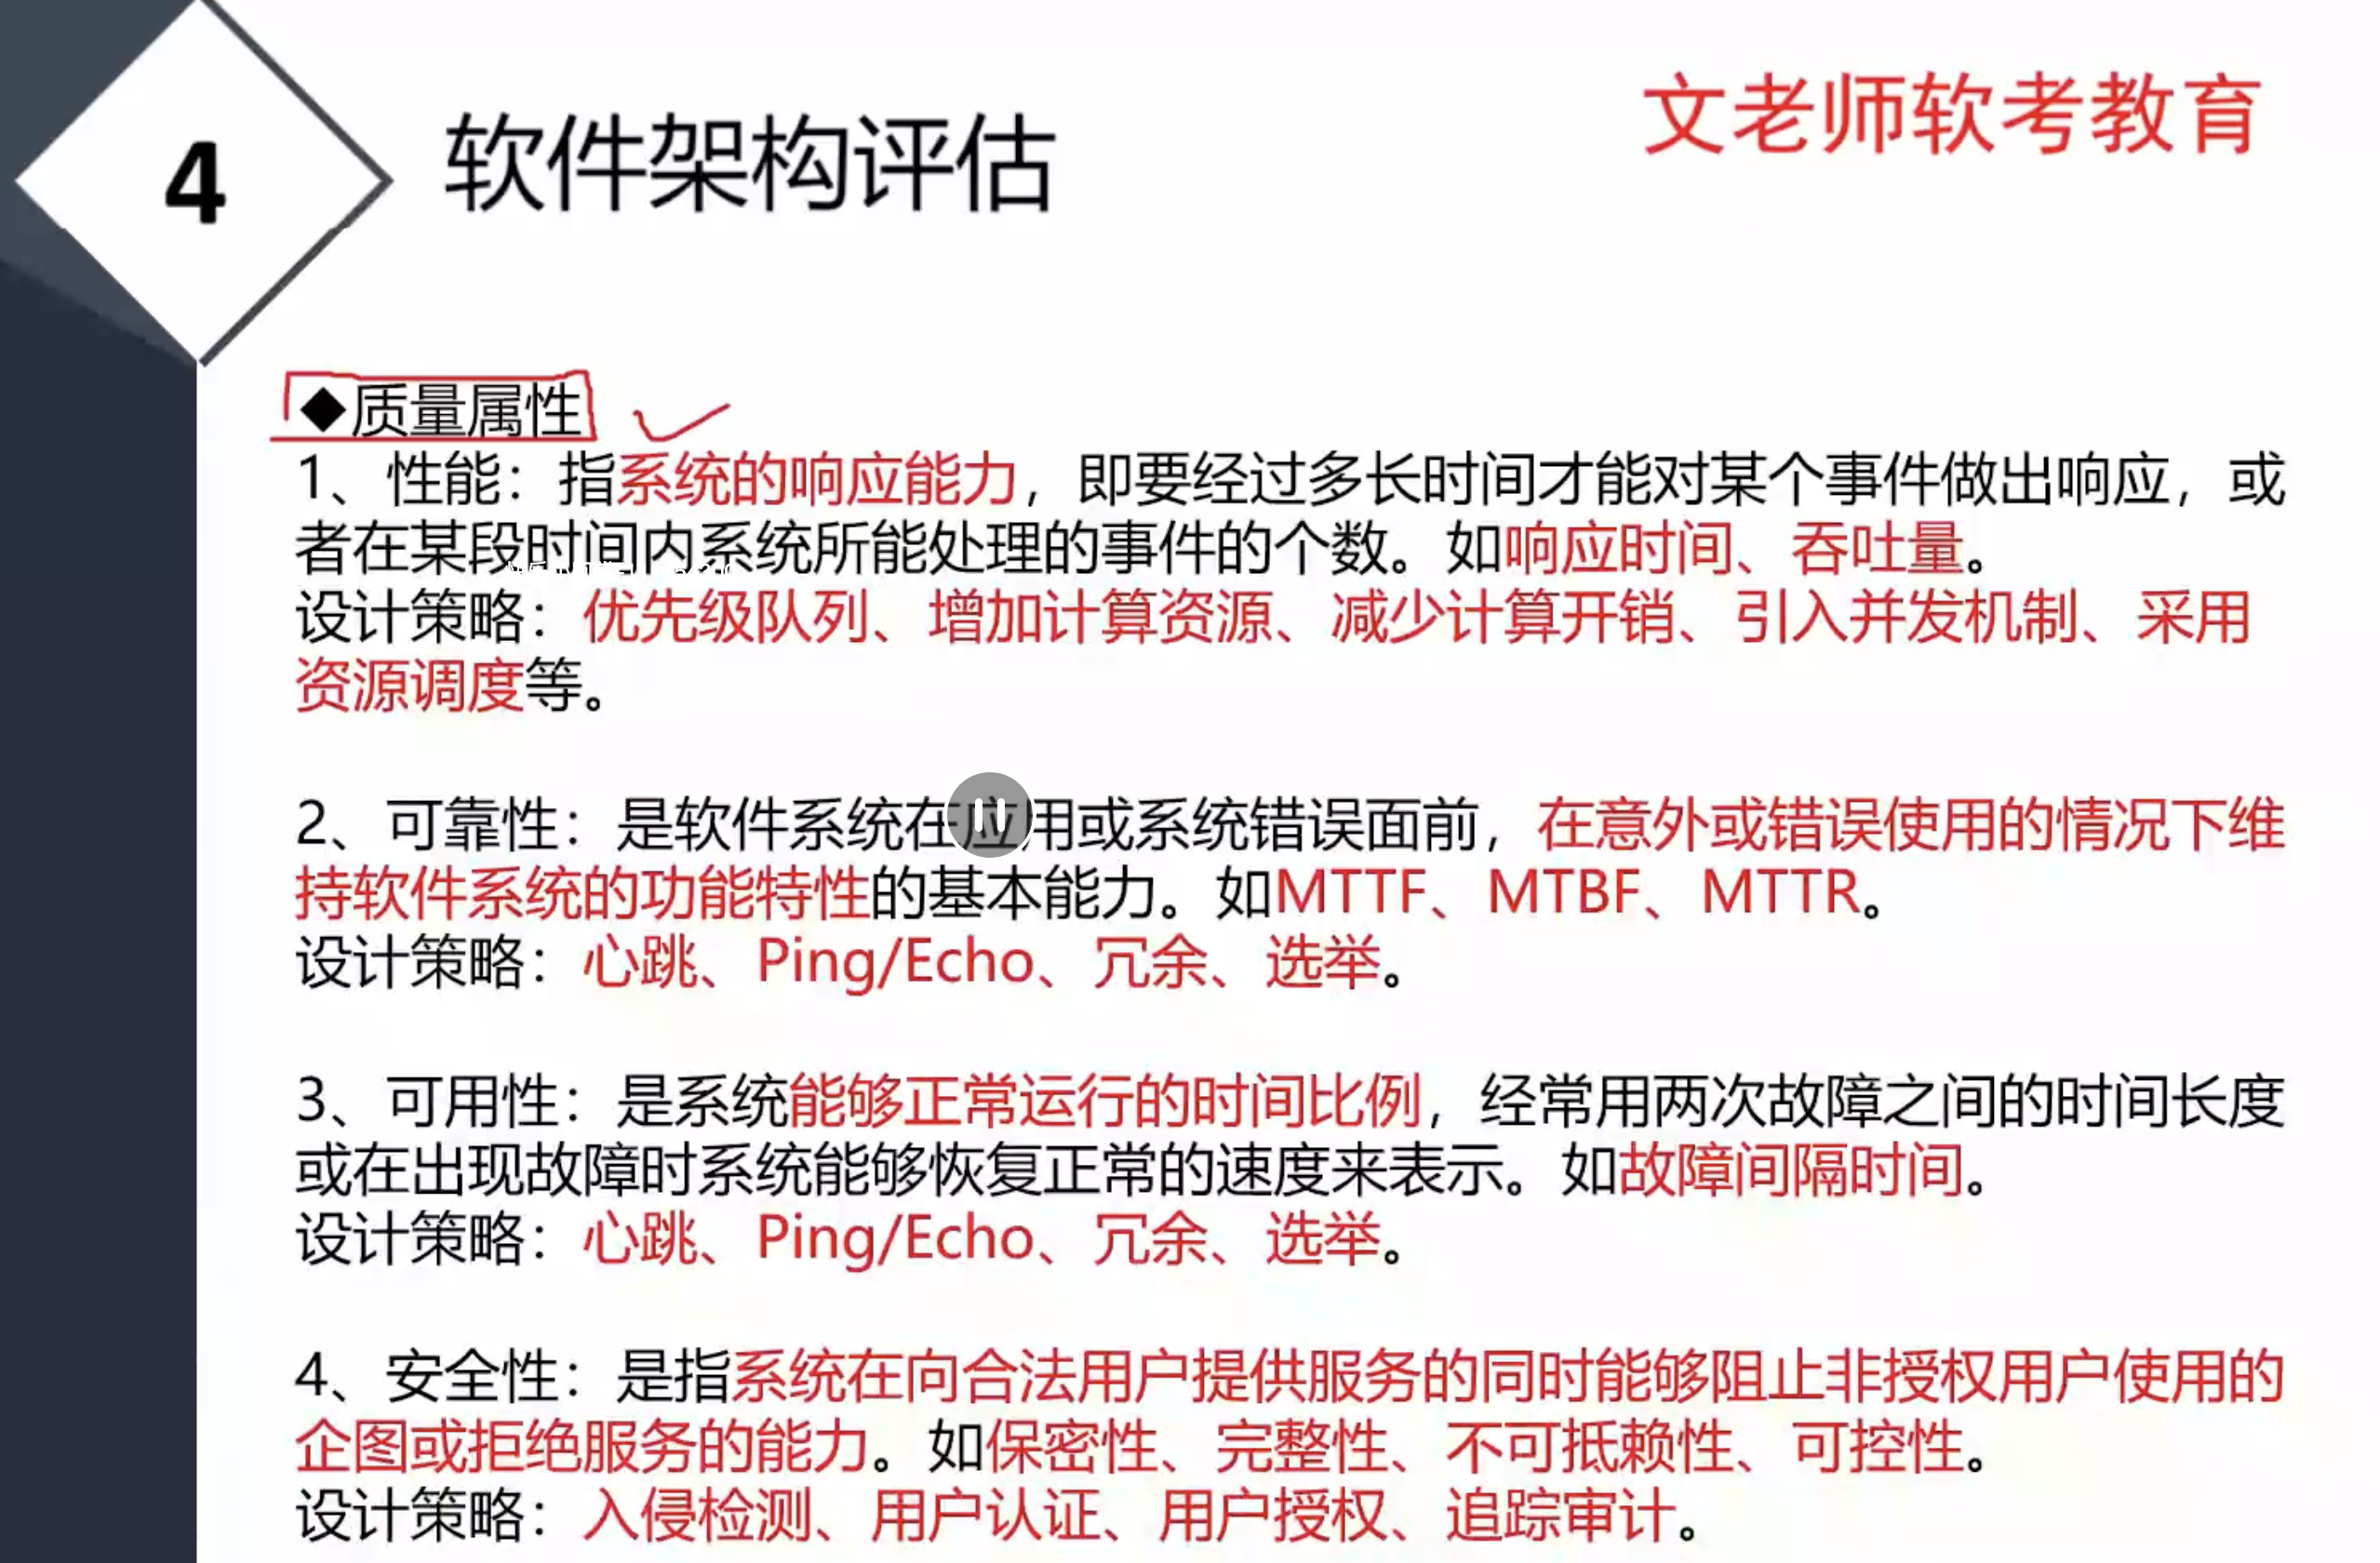 4
软件架构评估
文老师软考教育
◆质量属性
1、性能：指系统的响应能力，即要经过多长时间才能对某个事件做出响应，或
者在某段时间内系统所能处理的事件的个数。如响应时间、吞吐量。
设计策略：优先级队列、增加计算资源、减少计算开销、引入并发机制、采用
资源调度等。
2、可靠性：是软件系统在应用或系统错误面前，在意外或错误使用的情况下维
持软件系统的功能特性的基本能力。如MTTF、MTBF、MTTR。
设计策略：心跳、Ping/Echo、冗余、选举。
3、可用性：是系统能够正常运行的时间比例，经常用两次故障之间的时间长度
或在出现故障时系统能够恢复正常的速度来表示。如故障间隔时间。
设计策略：心跳、Ping/Echo、冗余、选举。
4、安全性：是指系统在向合法用户提供服务的同时能够阻止非授权用户使用的
企图或拒绝服务的能力。如保密性、完整性、不可抵赖性、可控性。
设计策略：入侵检测、用户认证、用户授权、追踪审计。